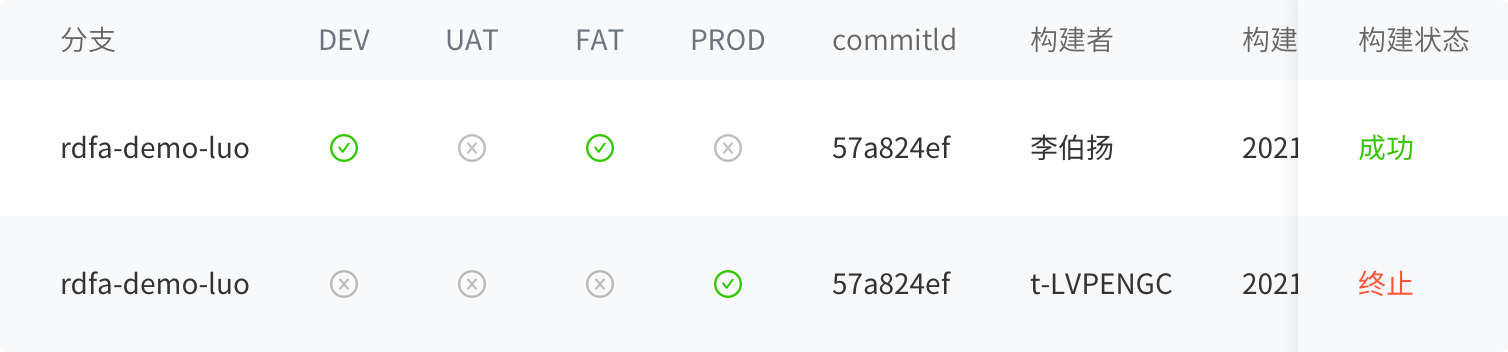 分支 DEV UAT FAT PROD commitId 构建者 构建 构建状态
rdfa-demo-luo 57a824ef 李伯扬 2021 成功
rdfa-demo-luo 57a824ef t-LVPENGC 2021 终止